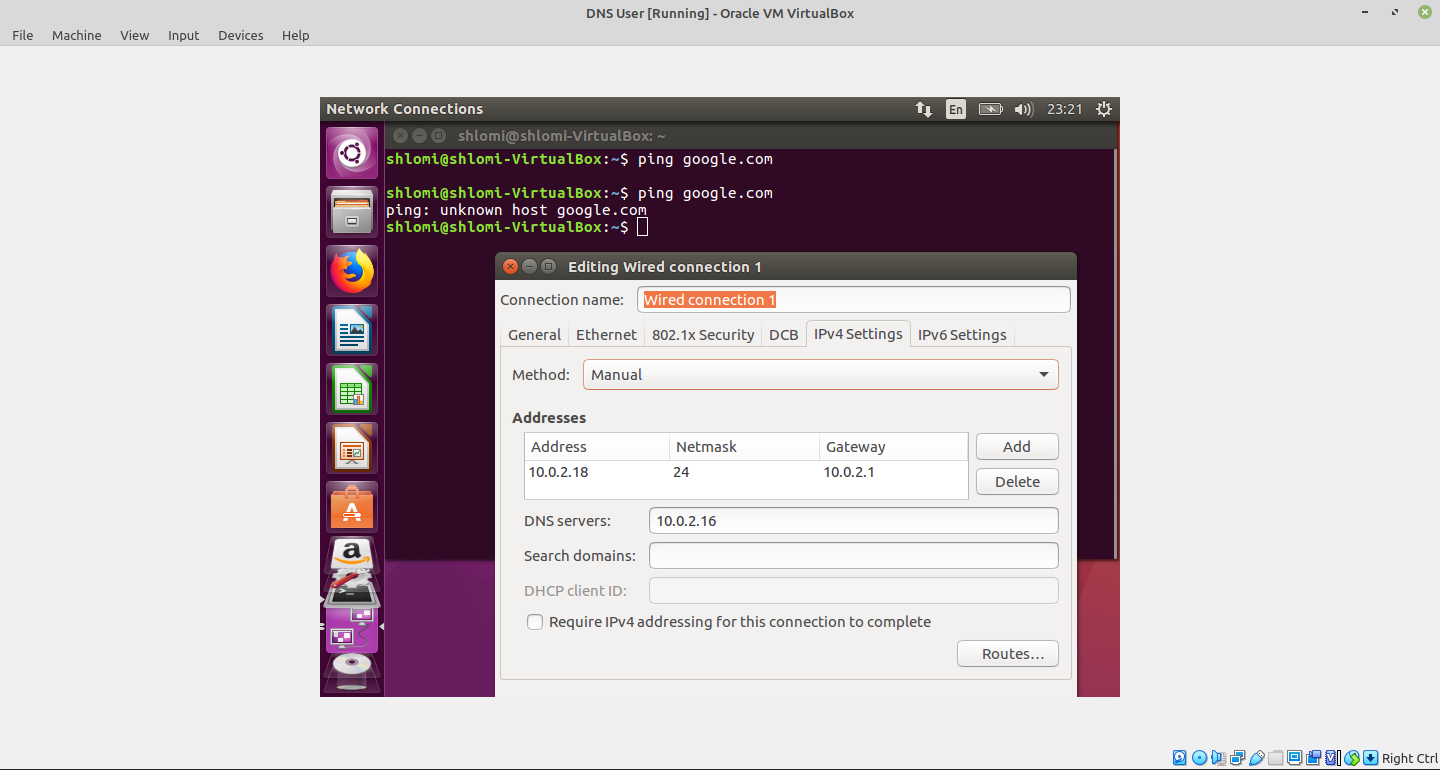 DNS User [Running] - Oracle VM VirtualBox
File Machine View Input Devices Help
Network Connections En 23:21
shlomi@shlomi-VirtualBox: ~
shlomi@shlomi-VirtualBox:~$ ping google.com
shlomi@shlomi-VirtualBox:~$ ping google.com
ping: unknown host google.com
shlomi@shlomi-VirtualBox:~$
Editing Wired connection 1
Connection name: Wired connection 1
General Ethernet 802.1x Security DCB IPv4 Settings IPv6 Settings
Method: Manual
Addresses
Address Netmask Gateway Add
10.0.2.18 24 10.0.2.1
Delete
DNS servers: 10.0.2.16
Search domains:
DHCP client ID:
Require IPv4 addressing for this connection to complete
Routes…
Right Ctrl